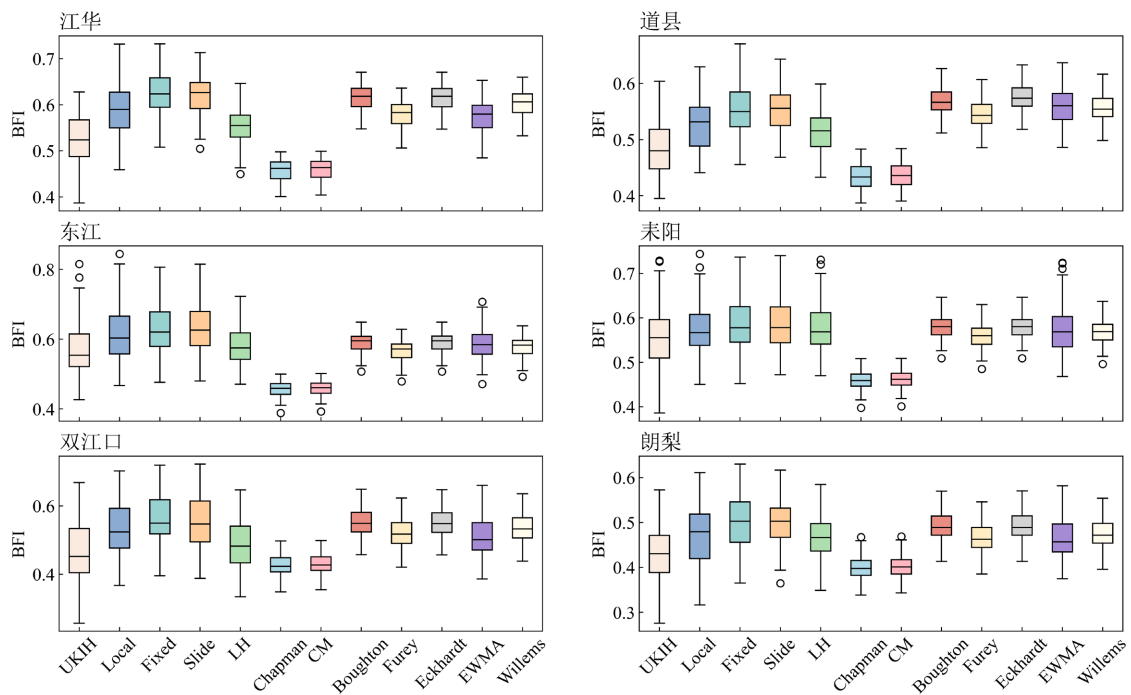 江华
BFI
0.7
0.6
0.5
0.4
道县
BFI
0.6
0.5
0.4
东江
BFI
0.8
0.6
0.4
耒阳
BFI
0.7
0.6
0.5
0.4
双江口
BFI
0.6
0.4
UKIH
Local
Fixed
Slide
LH
Chapman
CM
Boughton
Furey
Eckhardt
EWMA
Willems
朗梨
BFI
0.6
0.5
0.4
0.3
UKIH
Local
Fixed
Slide
LH
Chapman
CM
Boughton
Furey
Eckhardt
EWMA
Willems